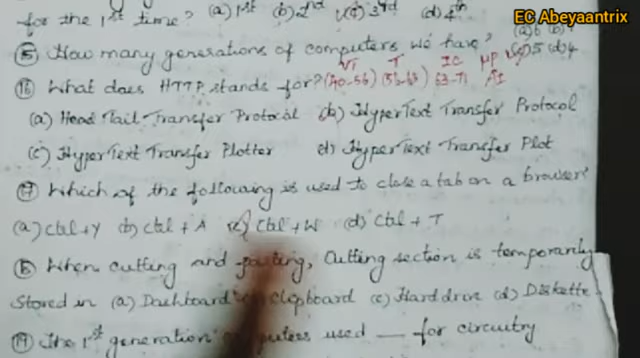 EC Abeyaantrix
for the 1st time? (a) 1st (b) 2nd (c) 3rd (d) 4th
(a) 6 (b) 7
15 How many generations of computers we have? (c) 5 (d) 4
VT T IC MP
16 What does HTTP stands for? (40-56) (56-63) 63-71 AI
(a) Head Tail Transfer Protocol (b) HyperText Transfer Protocol
(c) HyperText Transfer Plotter (d) HyperText Transfer Plot
17 Which of the following is used to close a tab on a browser?
(a) Ctrl + Y (b) Ctrl + A (c) Ctrl + W (d) Ctrl + T
18 When cutting and pasting, Cutting section is temporarily
Stored in (a) Dashboard clipboard (c) Hard drive (d) Diskette
19 The 1st generation computers used __ for circuitry